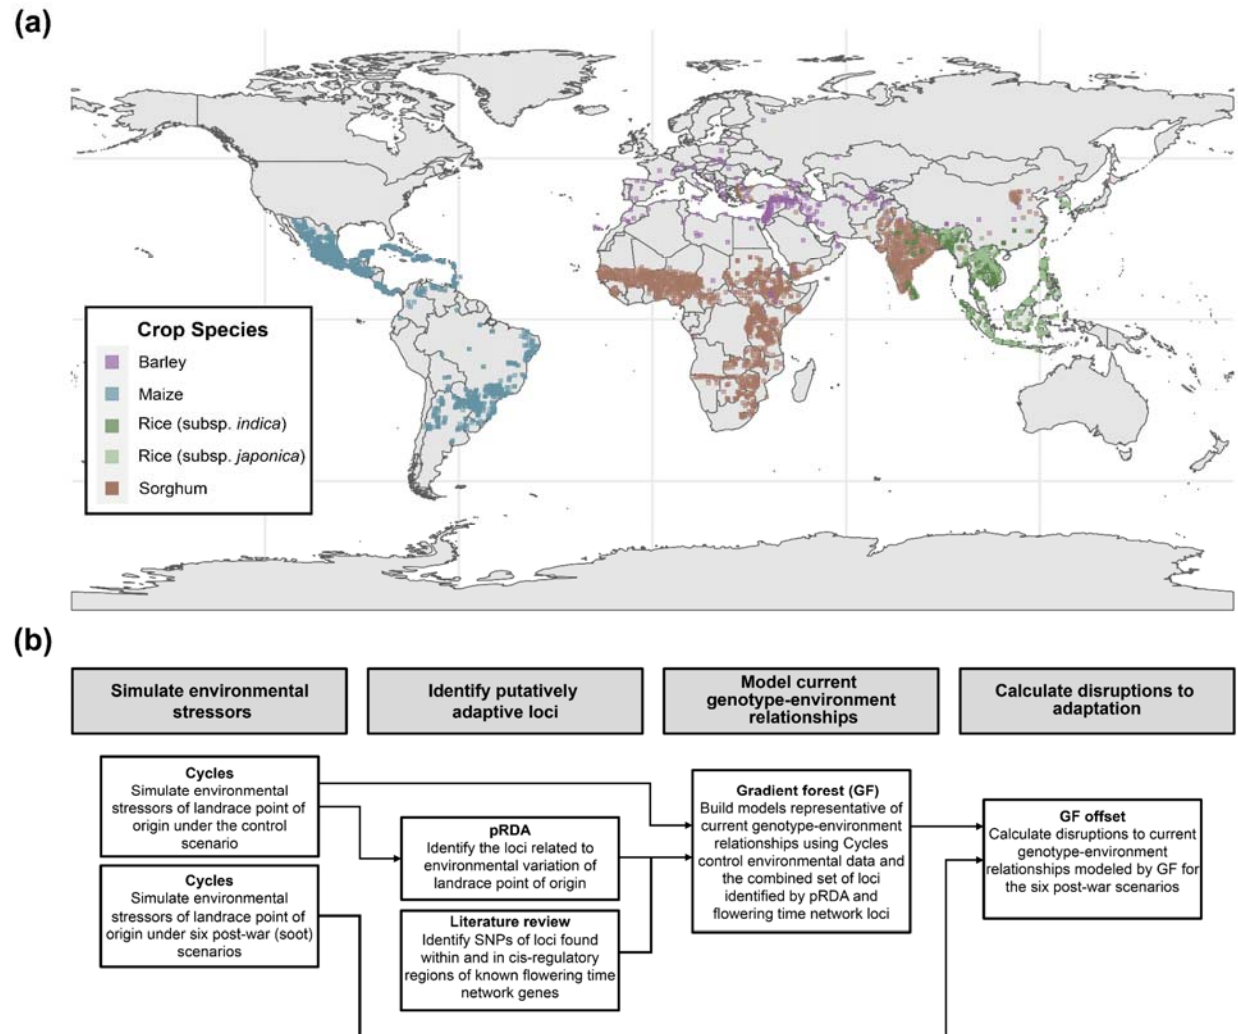 (a)
Crop Species
Barley
Maize
Rice (subsp. indica)
Rice (subsp. japonica)
Sorghum
(b)
Simulate environmental
stressors
Identify putatively
adaptive loci
Model current
genotype-environment
relationships
Calculate disruptions to
adaptation
Cycles
Simulate environmental
stressors of landrace point of
origin under the control
scenario
Cycles
Simulate environmental
stressors of landrace point of
origin under six post-war (soot)
scenarios
pRDA
Identify the loci related to
environmental variation of
landrace point of origin
Literature review
Identify SNPs of loci found
within and in cis-regulatory
regions of known flowering time
network genes
Gradient forest (GF)
Build models representative of
current genotype-environment
relationships using Cycles
control environmental data and
the combined set of loci
identified by pRDA and
flowering time network loci
GF offset
Calculate disruptions to current
genotype-environment
relationships modeled by GF for
the six post-war scenarios